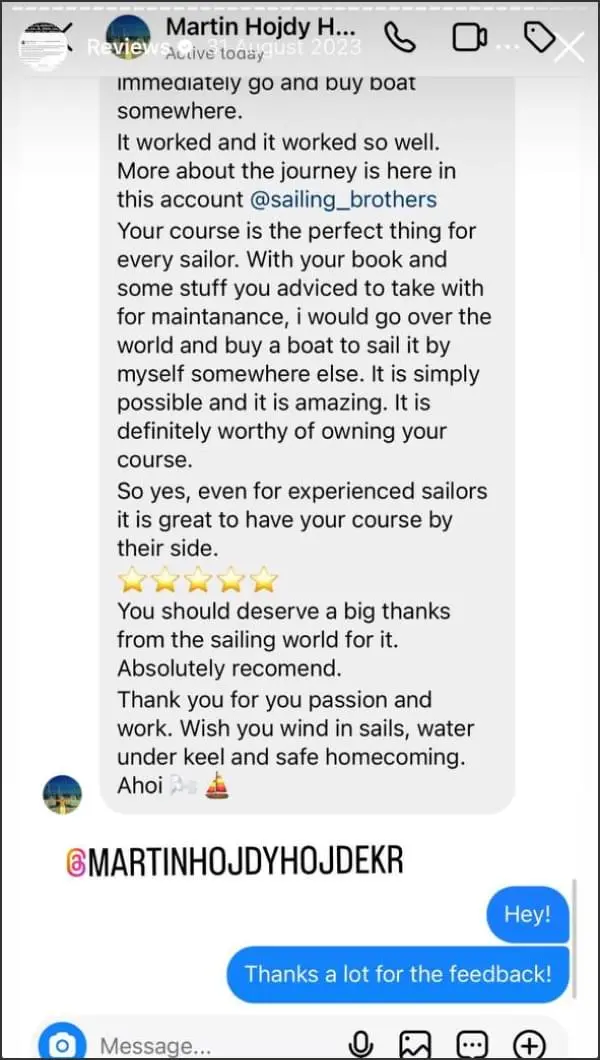 Martin Hojdy H...
Reviews 31 August 2023
Active today
immediately go and buy boat
somewhere.
It worked and it worked so well.
More about the journey is here in
this account @sailing_brothers
Your course is the perfect thing for
every sailor. With your book and
some stuff you adviced to take with
for maintanance, i would go over the
world and buy a boat to sail it by
myself somewhere else. It is simply
possible and it is amazing. It is
definitely worthy of owning your
course.
So yes, even for experienced sailors
it is great to have your course by
their side.
⭐⭐⭐⭐⭐
You should deserve a big thanks
from the sailing world for it.
Absolutely recomend.
Thank you for you passion and
work. Wish you wind in sails, water
under keel and safe homecoming.
Ahoi 🌬️ ⛵
@MARTINHOJDYHOJDEKR
Hey!
Thanks a lot for the feedback!
Message...